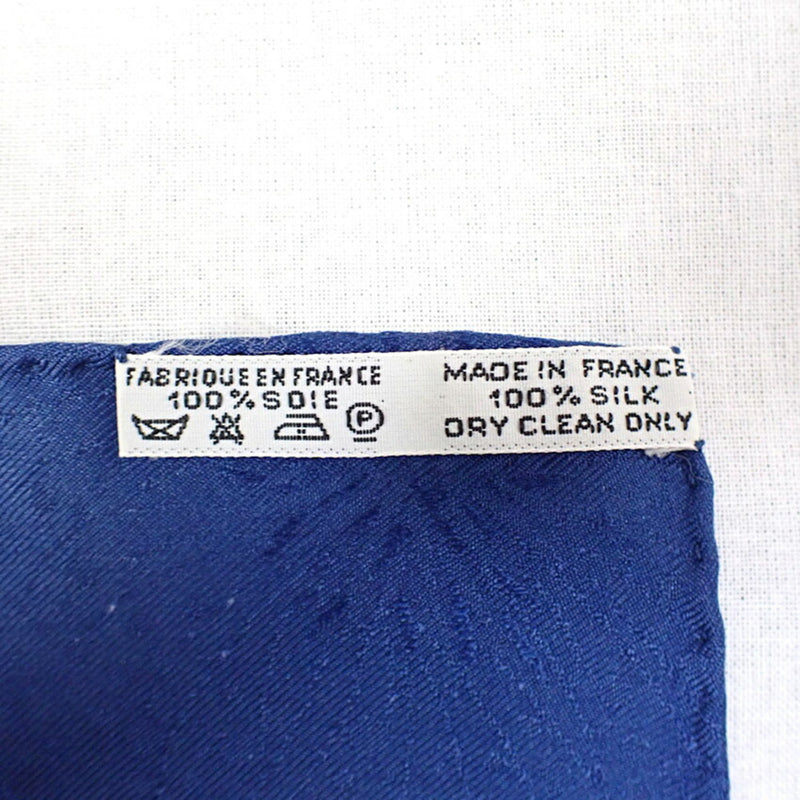 FABRIQUE EN FRANCE
100% SOIE
P
MADE IN FRANCE
100% SILK
DRY CLEAN ONLY